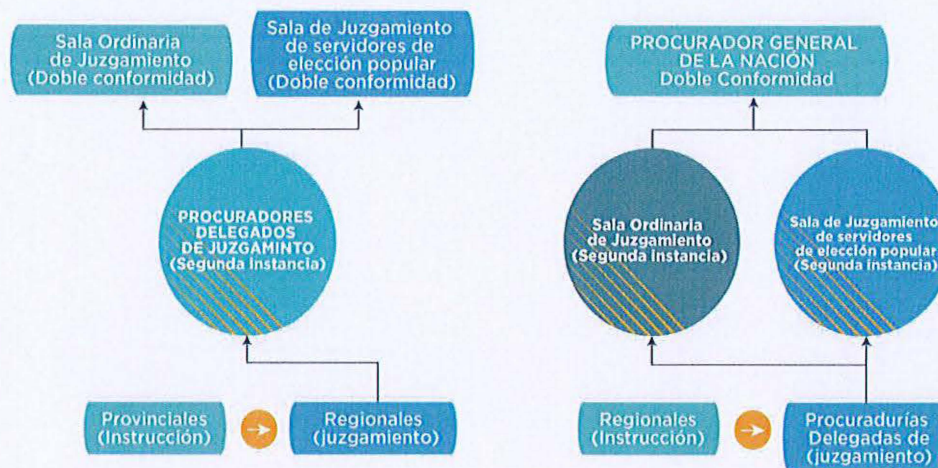 Sala Ordinaria
de Juzgamiento
(Doble conformidad)
Sala de Juzgamiento
de servidores de
elección popular
(Doble conformidad)
PROCURADORES
DELEGADOS
DE JUZGAMINTO
(Segunda instancia)
Provinciales
(Instrucción)
Regionales
(juzgamiento)
PROCURADOR GENERAL
DE LA NACIÓN
Doble Conformidad
Sala Ordinaria
de Juzgamiento
(Segunda instancia)
Sala de Juzgamiento
de servidores
de elección popular
(Segunda instancia)
Regionales
(Instrucción)
Procuradurías
Delegadas de
(juzgamiento)